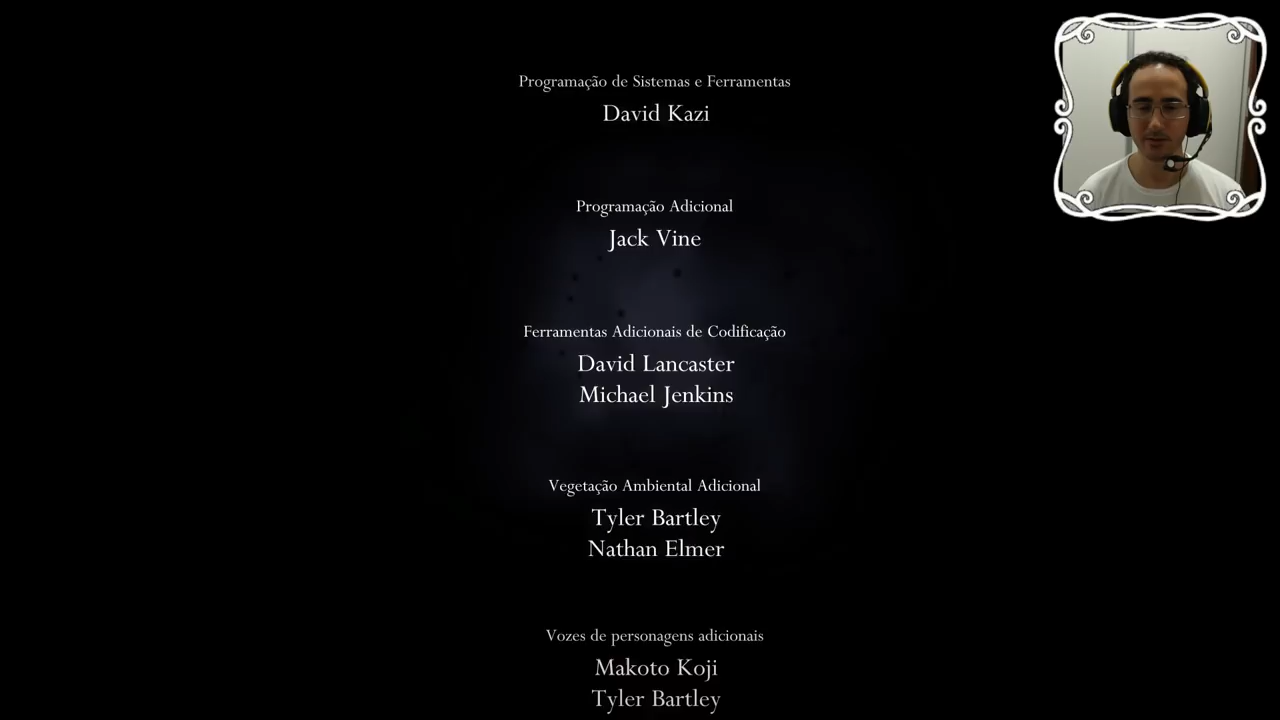 Programação de Sistemas e Ferramentas
David Kazi
Programação Adicional
Jack Vine
Ferramentas Adicionais de Codificação
David Lancaster
Michael Jenkins
Vegetação Ambiental Adicional
Tyler Bartley
Nathan Elmer
Vozes de personagens adicionais
Makoto Koji
Tyler Bartley